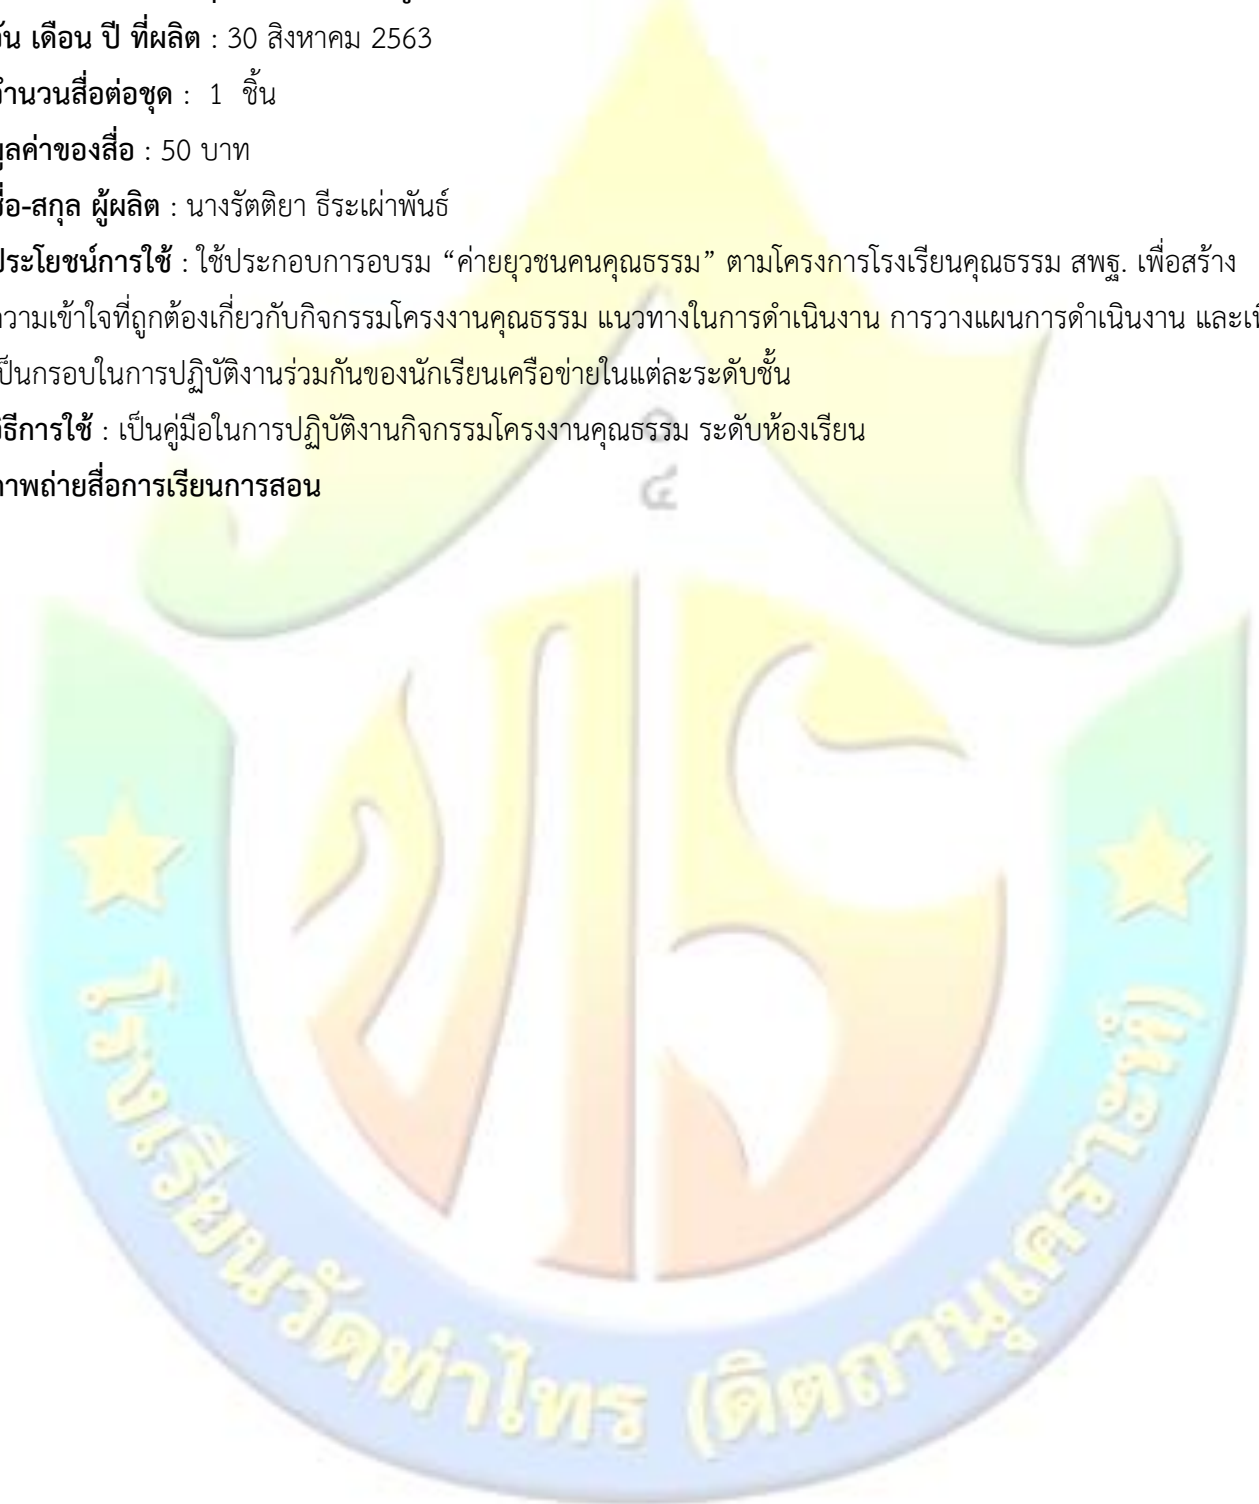 วัน เดือน ปี ที่ผลิต : 30 สิงหาคม 2563
จำนวนสื่อต่อชุด : 1 ชิ้น
มูลค่าของสื่อ : 50 บาท
ชื่อ-สกุล ผู้ผลิต : นางรัตติยา ธีระเผ่าพันธ์
ประโยชน์การใช้ : ใช้ประกอบการอบรม “ค่ายยุวชนคนคุณธรรม” ตามโครงการโรงเรียนคุณธรรม สพฐ. เพื่อสร้าง
ความเข้าใจที่ถูกต้องเกี่ยวกับกิจกรรมโครงงานคุณธรรม แนวทางในการดำเนินงาน การวางแผนการดำเนินงาน และ
เป็นกรอบในการปฏิบัติงานร่วมกันของนักเรียนเครือข่ายในแต่ละระดับชั้น
วิธีการใช้ : เป็นคู่มือในการปฏิบัติงานกิจกรรมโครงงานคุณธรรม ระดับห้องเรียน
ภาพถ่ายสื่อการเรียนการสอน
๔
ท ร
โรงเรียนวัดท่าไทร (ดิตถานุเคราะห์)